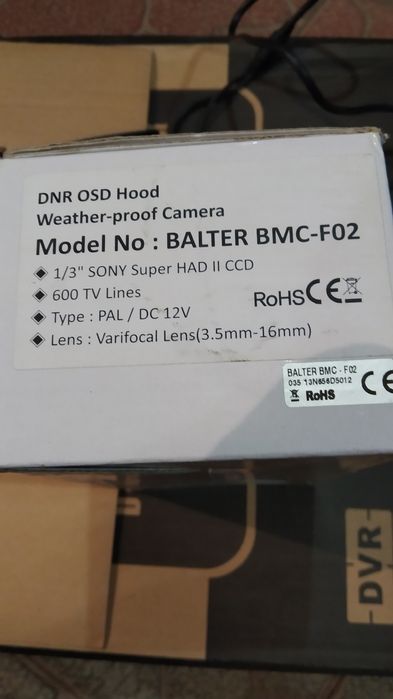 DNR OSD Hood
Weather-proof Camera
Model No : BALTER BMC-F02
◆ 1/3" SONY Super HAD II CCD
◆ 600 TV Lines
◆ Type : PAL / DC 12V
◆ Lens : Varifocal Lens(3.5mm-16mm)
RoHS CE
BALTER BMC - F02
035 13N656D5012
RoHS
CE
DVR